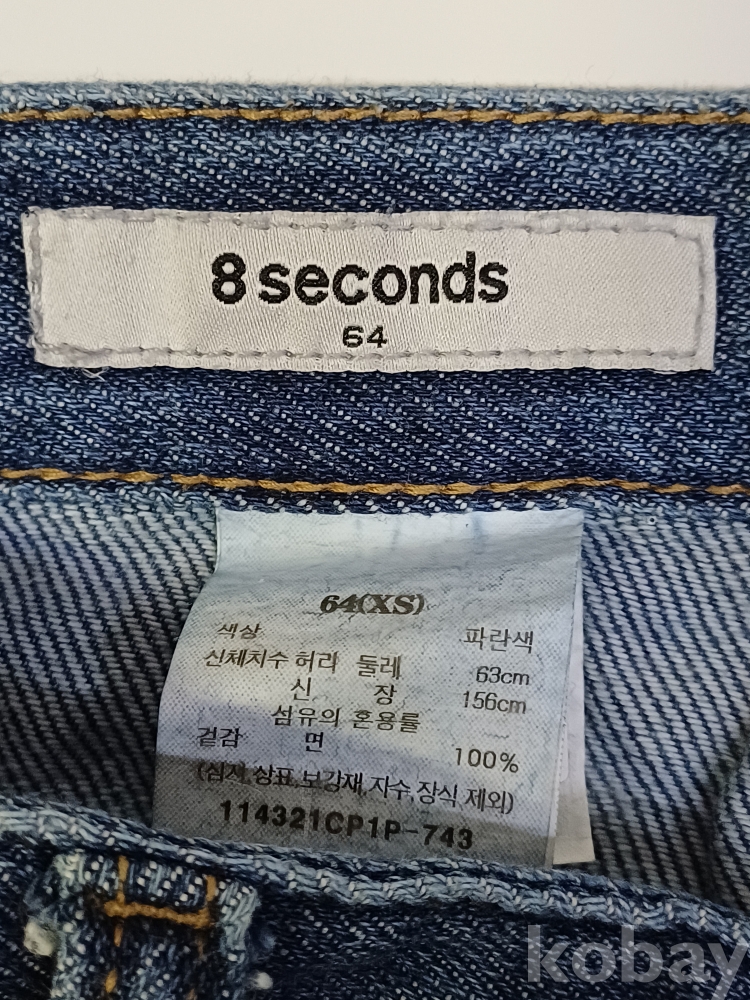 8 seconds
64
64(XS)
색상 파란색
신체치수 허리 둘레 63cm
신 장 156cm
섬유의 혼용률
겉감 면 100%
(심지,상표,보강재,자수,장식 제외)
114321CP1P-743
kobay